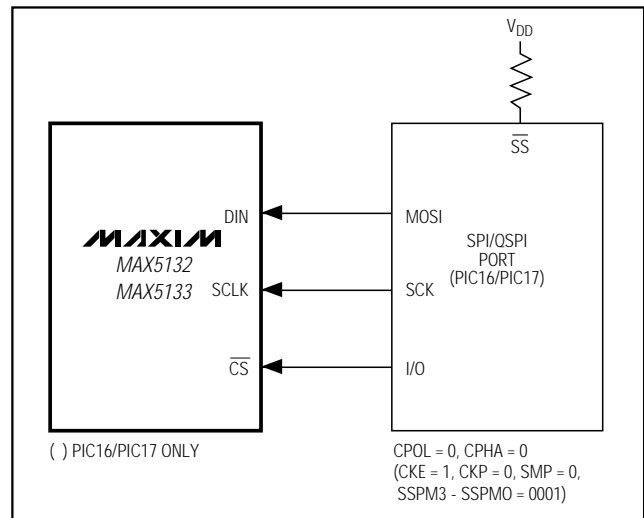 VDD
SS
DIN MOSI
MAXIM
MAX5132
MAX5133
SPI/QSPI
PORT
(PIC16/PIC17)
SCLK SCK
CS I/O
( ) PIC16/PIC17 ONLY
CPOL = 0, CPHA = 0
(CKE = 1, CKP = 0, SMP = 0,
SSPM3 - SSPMO = 0001)